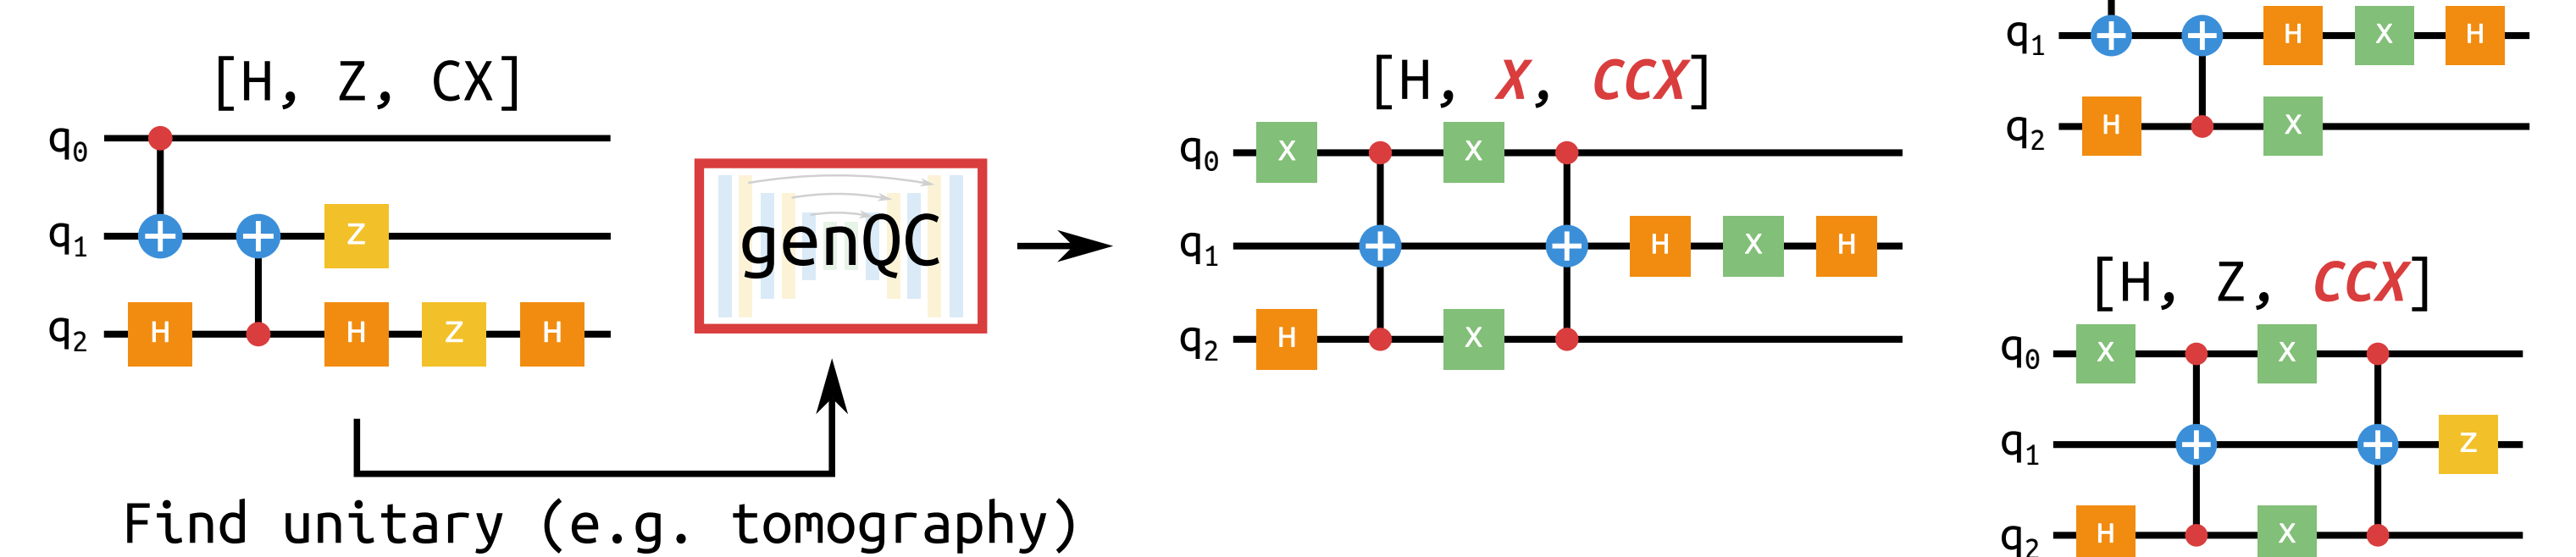 [H, Z, CX]
q0
q1 Z
q2 H H Z H
Find unitary (e.g. tomography)
genQC
[H, X, CCX]
q0 X X
q1 H X H
q2 H X
q1 H X H
q2 H X
[H, Z, CCX]
q0 X X
q1 Z
q2 H X